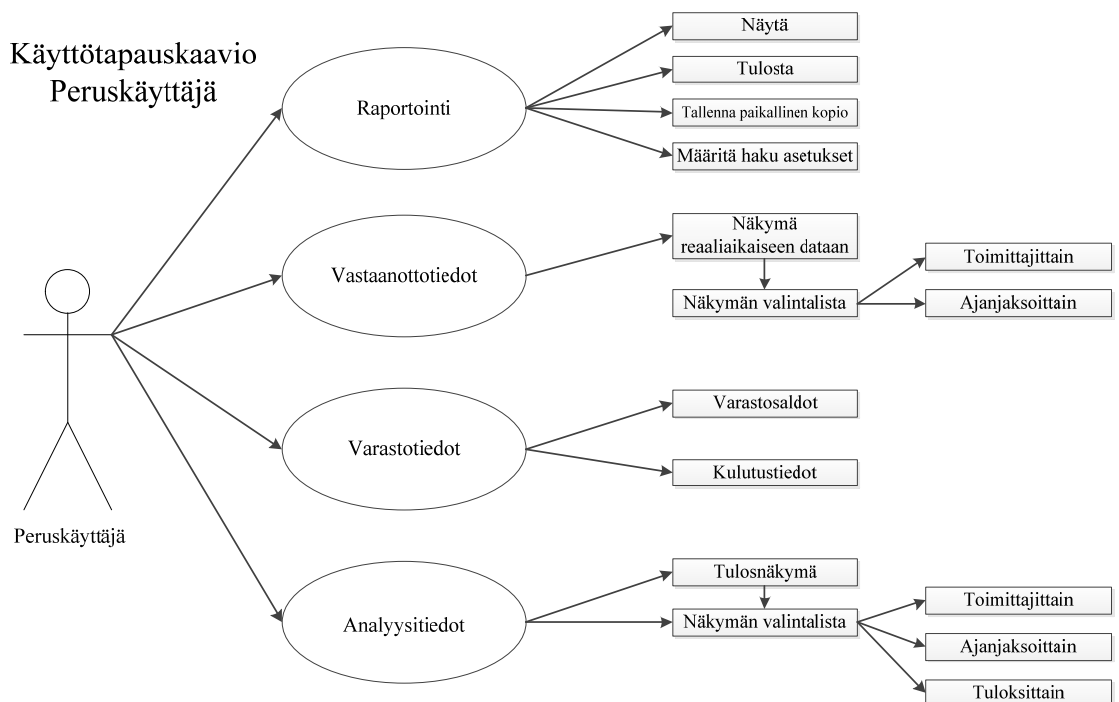 Käyttötapauskaavio
Peruskäyttäjä
Peruskäyttäjä
Raportointi
Näytä
Tulosta
Tallenna paikallinen kopio
Määritä haku asetukset
Vastaanottotiedot
Näkymä
reaaliaikaiseen dataan
Näkymän valintalista
Toimittajittain
Ajanjaksoittain
Varastotiedot
Varastosaldot
Kulutustiedot
Analyysitiedot
Tulosnäkymä
Näkymän valintalista
Toimittajittain
Ajanjaksoittain
Tuloksittain